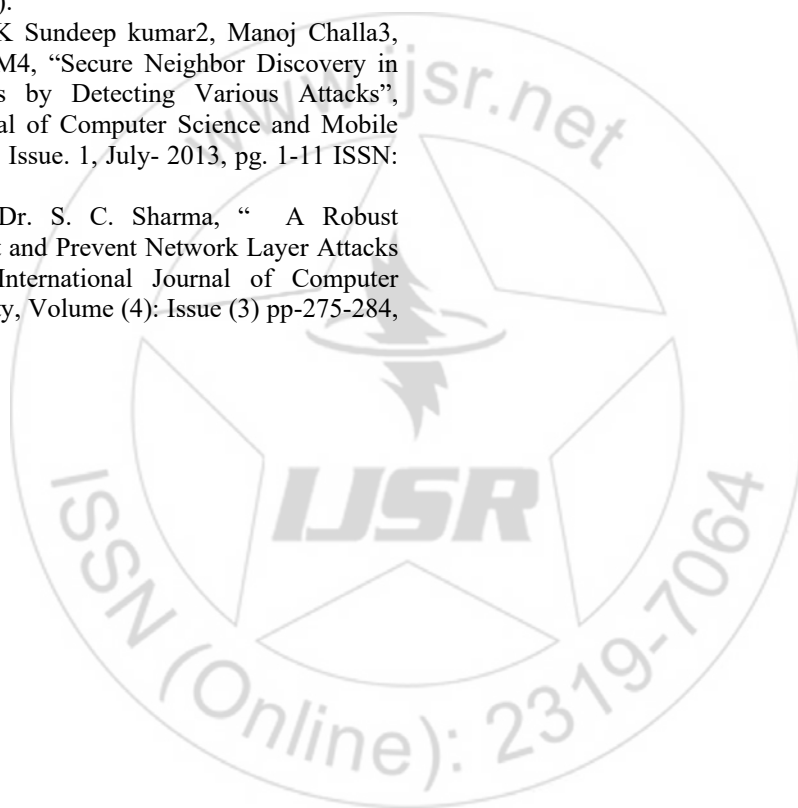 ).
K Sundeep kumar2, Manoj Challa3,
M4, “Secure Neighbor Discovery in
s by Detecting Various Attacks”,
al of Computer Science and Mobile
Issue. 1, July- 2013, pg. 1-11 ISSN:
Dr. S. C. Sharma, “ A Robust
t and Prevent Network Layer Attacks
International Journal of Computer
ty, Volume (4): Issue (3) pp-275-284,
www.ijsr.net
IJSR
ISSN (Online): 2319-7064